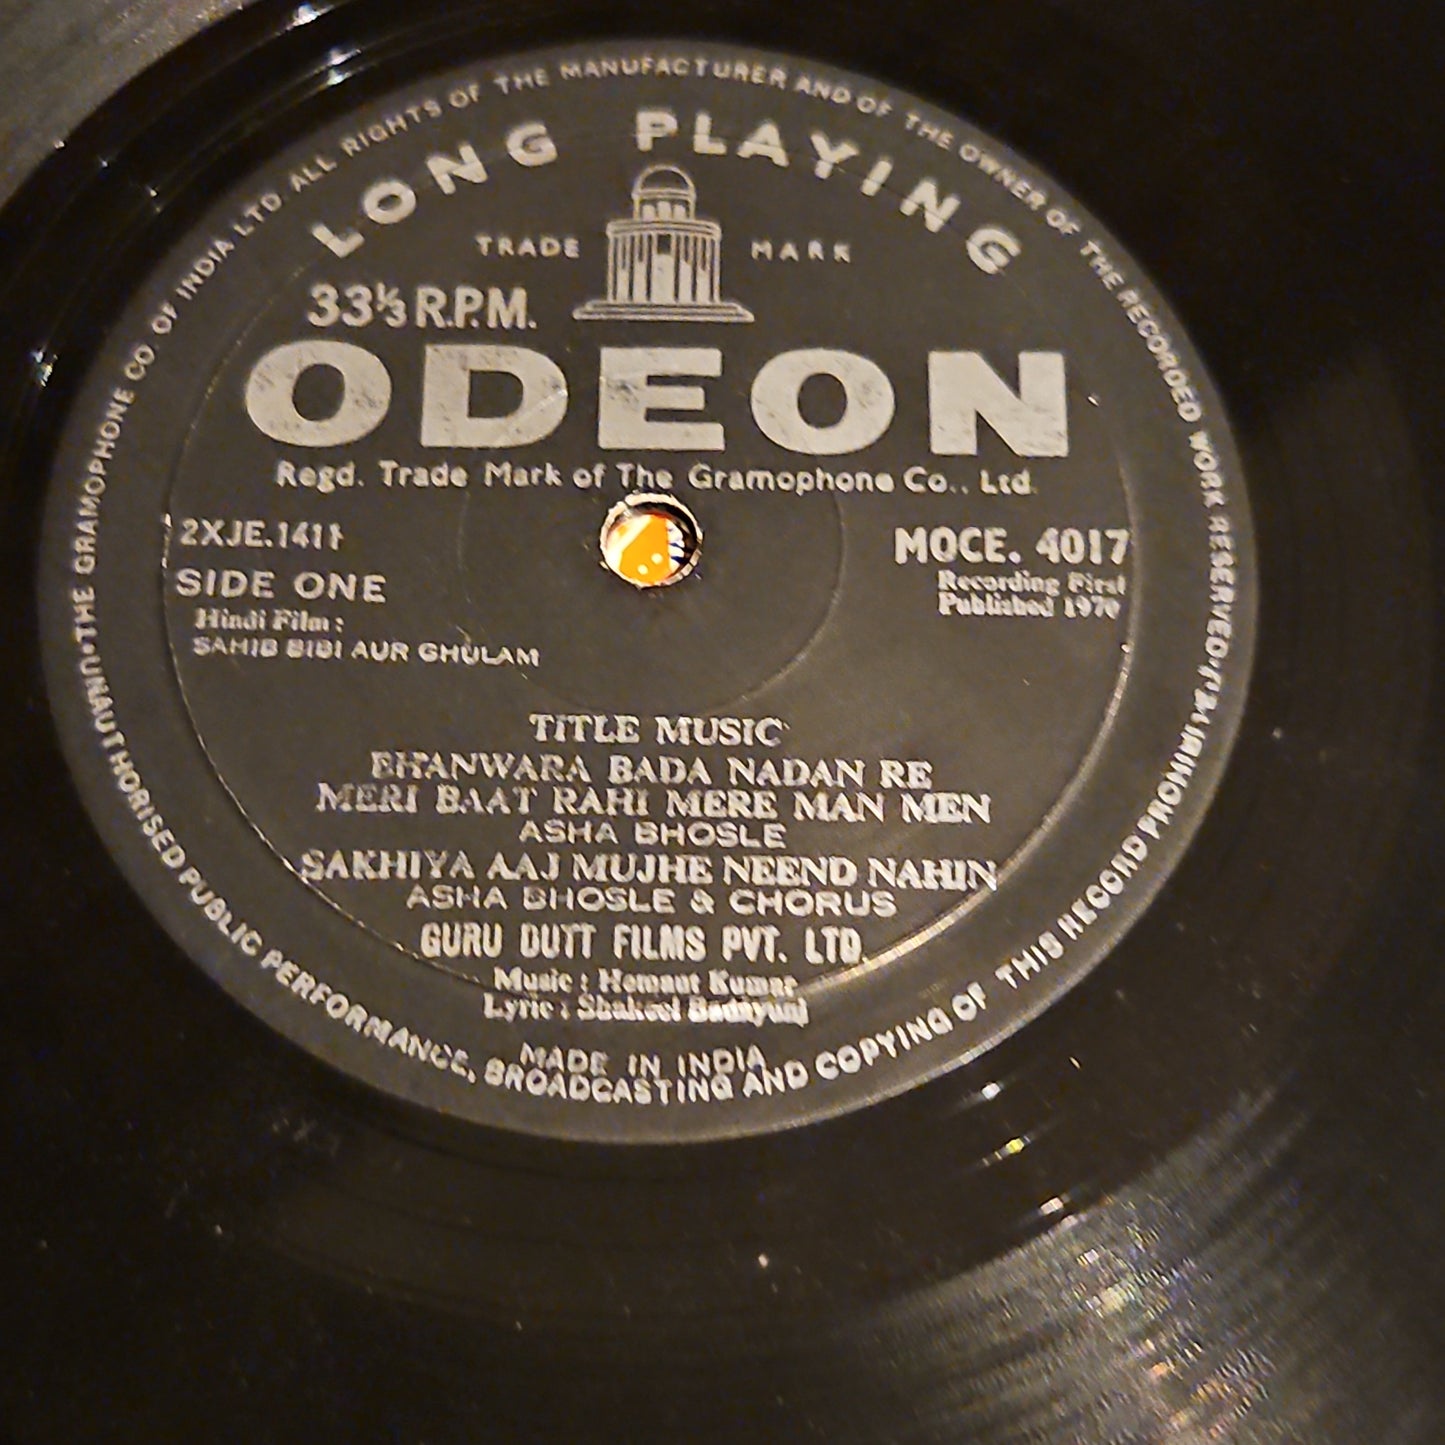 THE GRAMOPHONE CO. OF INDIA LTD. ALL RIGHTS OF THE MANUFACTURER AND OF THE OWNER OF THE RECORDED WORK RESERVED
LONG PLAYING
TRADE MARK
33⅓ R.P.M.
ODEON
Regd. Trade Mark of The Gramophone Co., Ltd.
2XJE.1411
MOCE. 4017
SIDE ONE
Recording First
Published 1970
Hindi Film :
SAHIB BIBI AUR GHULAM
TITLE MUSIC
BHANWARA BADA NADAN RE
MERI BAAT RAHI MERE MAN MEN
ASHA BHOSLE
SAKHIYA AAJ MUJHE NEEND NAHIN
ASHA BHOSLE & CHORUS
GURU DUTT FILMS PVT. LTD.
Music : Hemant Kumar
Lyric : Shakeel Badayuni
MADE IN INDIA
UNAUTHORISED PUBLIC PERFORMANCE, BROADCASTING AND COPYING OF THIS RECORD PROHIBITED